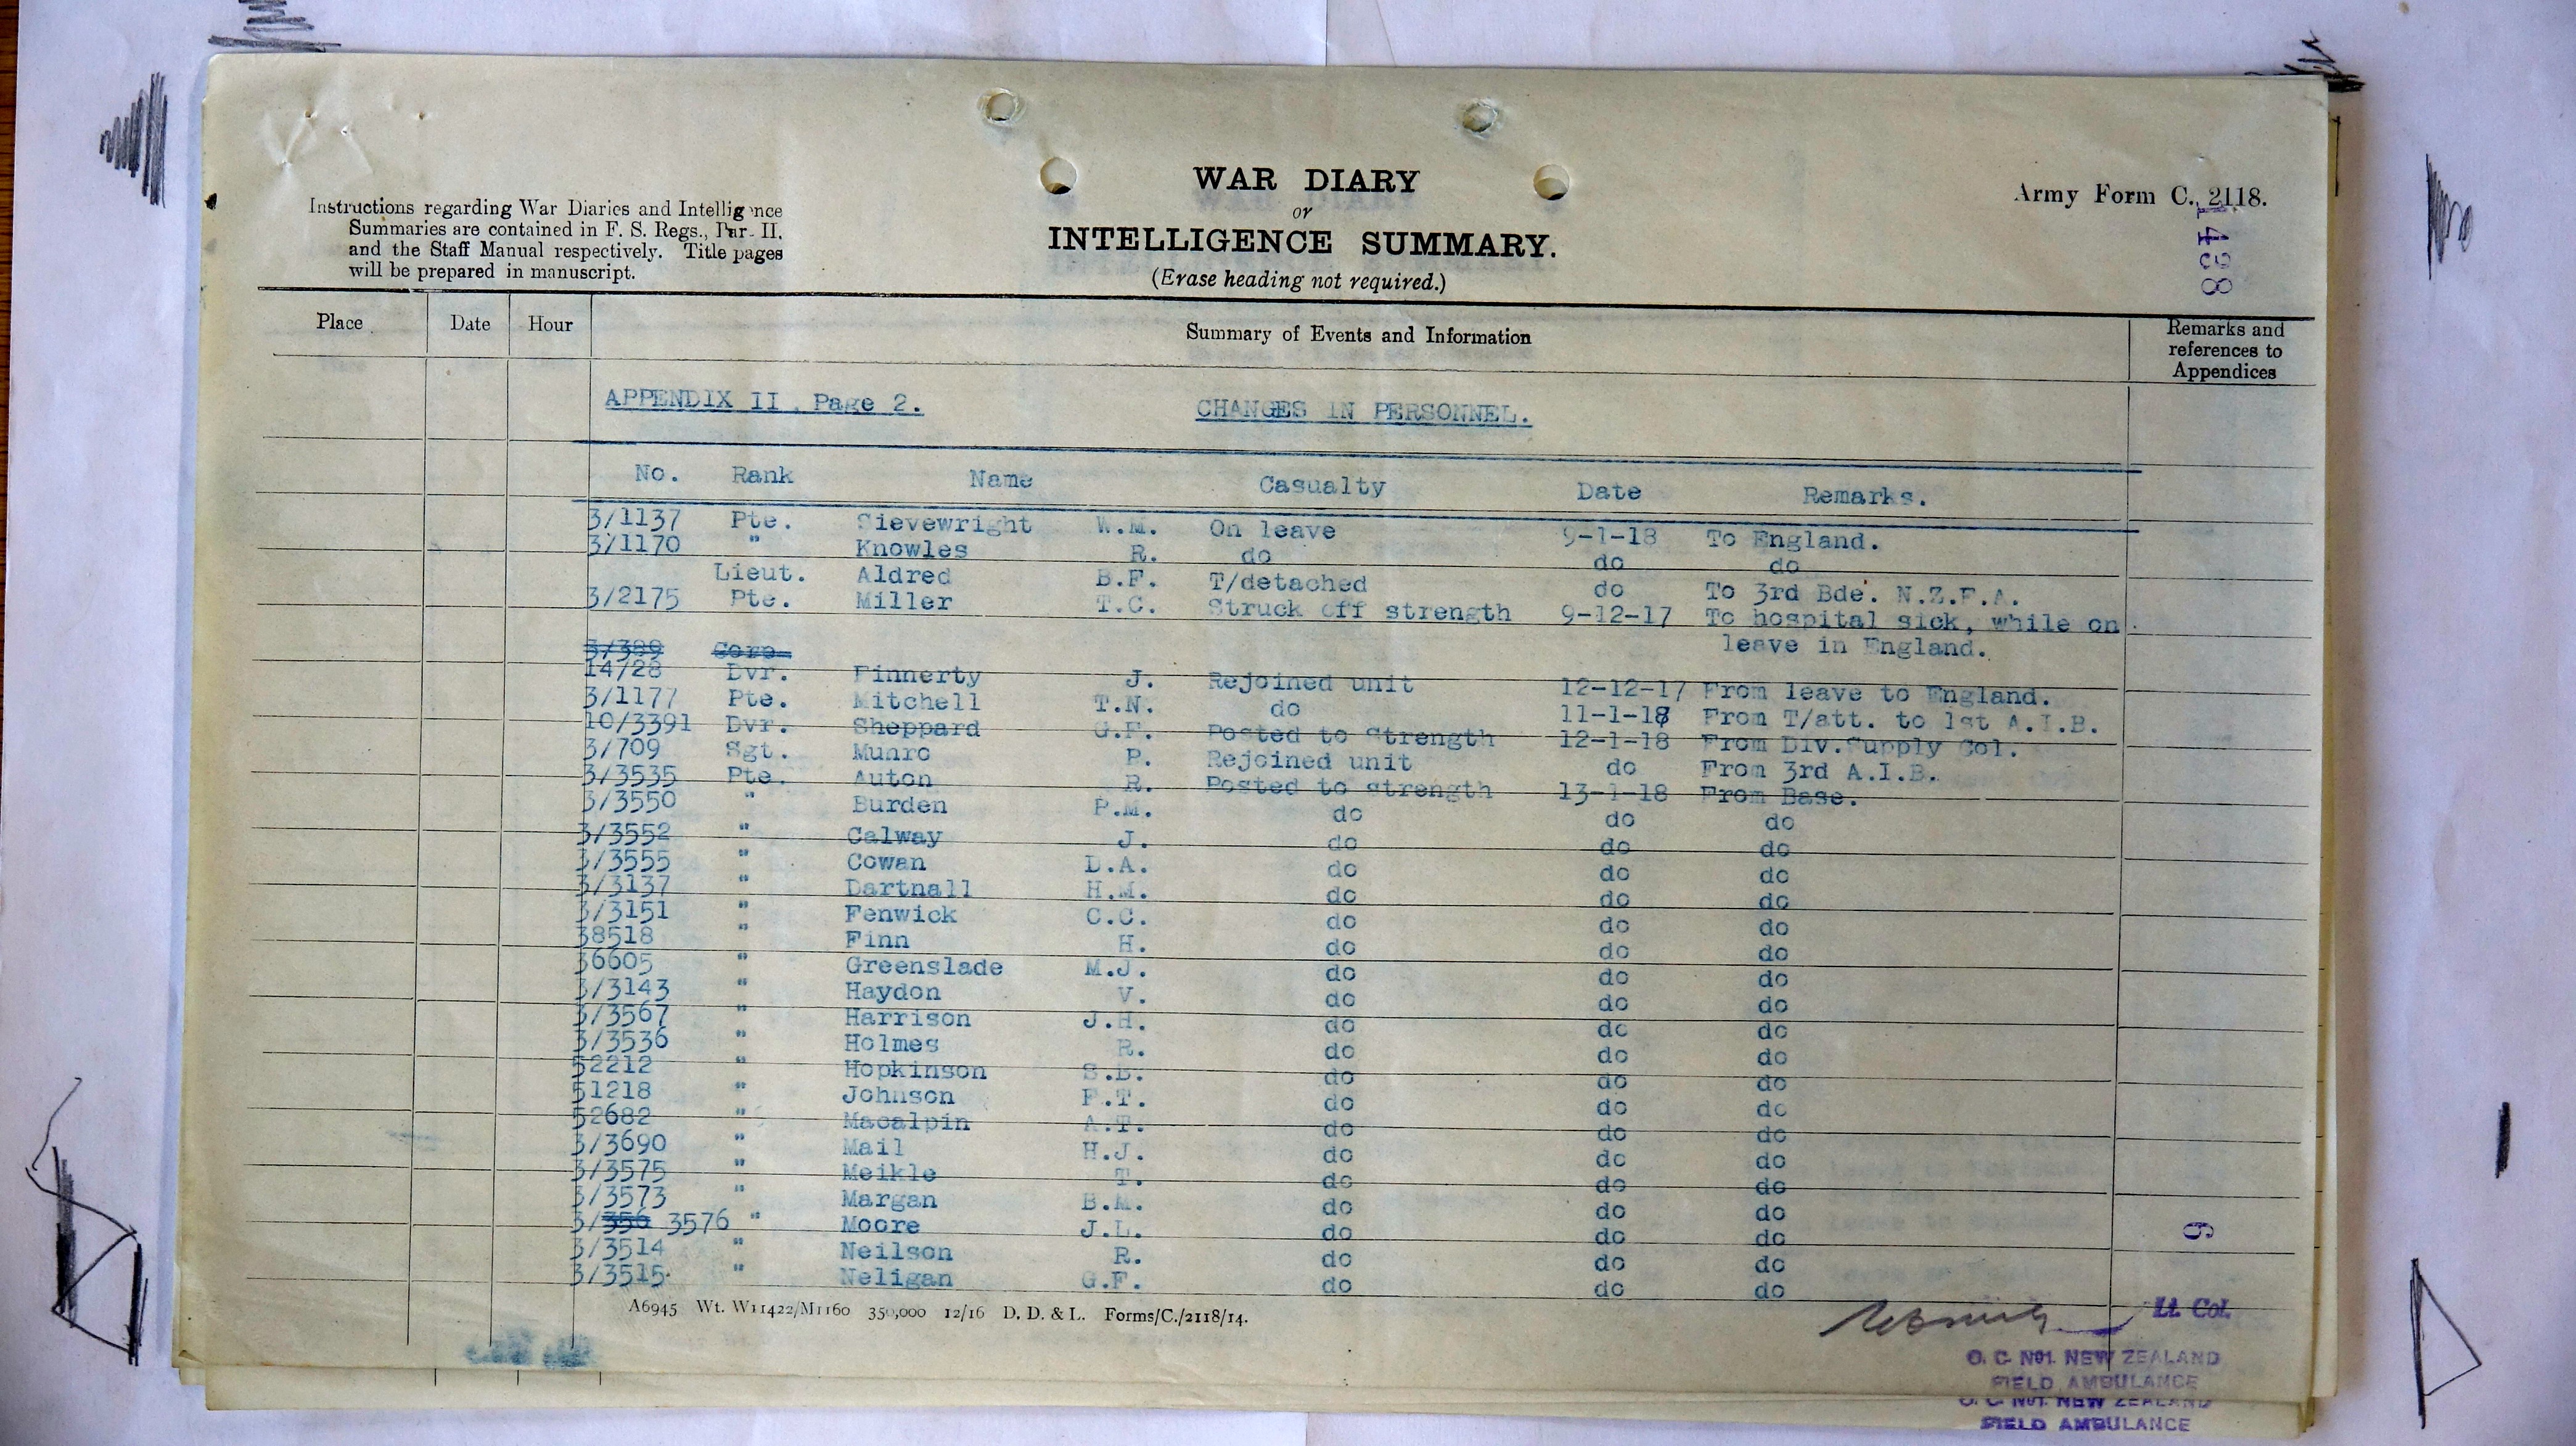 WAR DIARY
or
INTELLIGENCE SUMMARY.
(Erase heading not required.)
Instructions regarding War Diaries and Intelligence
Summaries are contained in F. S. Regs., Par. II.
and the Staff Manual respectively. Title pages
will be prepared in manuscript.
Army Form C. 2118.
1438
Place Date Hour Summary of Events and Information Remarks and references to Appendices
APPENDIX II. Page 2. CHANGES IN PERSONNEL.
No. Rank Name Casualty Date Remarks.
3/1137 Pte. Sievewright W.M. On leave 9-1-18 To England.
3/1170 " Knowles R. do do do
Lieut. Aldred B.F. T/detached do To 3rd Bde. N.Z.F.A.
3/2175 Pte. Miller T.C. Struck off strength 9-12-17 To hospital sick, while on
leave in England.
3/389 Corp
14/28 Dvr. Finnerty J. Rejoined unit 12-12-17 From leave to England.
3/1177 Pte. Mitchell T.N. do 11-1-18 From T/att. to 1st A.I.B.
10/3391 Dvr. Sheppard G.F. Posted to strength 12-1-18 From Div.Supply Col.
3/709 Sgt. Munro P. Rejoined unit do From 3rd A.I.B.
3/3535 Pte. Auton R. Posted to strength 13-1-18 From Base.
3/3550 " Burden P.M. do do do
3/3552 " Calway J. do do do
3/3555 " Cowan D.A. do do do
3/3137 " Dartnall H.M. do do do
3/3151 " Fenwick C.C. do do do
38518 " Finn H. do do do
36605 " Greenslade M.J. do do do
3/3143 " Haydon V. do do do
3/3567 " Harrison J.H. do do do
3/3536 " Holmes R. do do do
52212 " Hopkinson do do do
51218 " Johnson F.T. do do do
52682 " Macalpin A.T. do do do
3/3690 " Mail H.J. do do do
3/3575 " Meikle T. do do do
3/3573 " Margan B.M. do do do
3/356 3576 " Moore J.L. do do do
3/3514 " Neilson R. do do do
3/3515 " Neligan G.F. do do do
9
A6945 Wt. W11422/M1160 350,000 12/16 D. D. & L. Forms/C./2118/14.
Lt. Col.
O. C. No1. NEW ZEALAND
FIELD AMBULANCE
O. C. No1. NEW ZEALAND
FIELD AMBULANCE